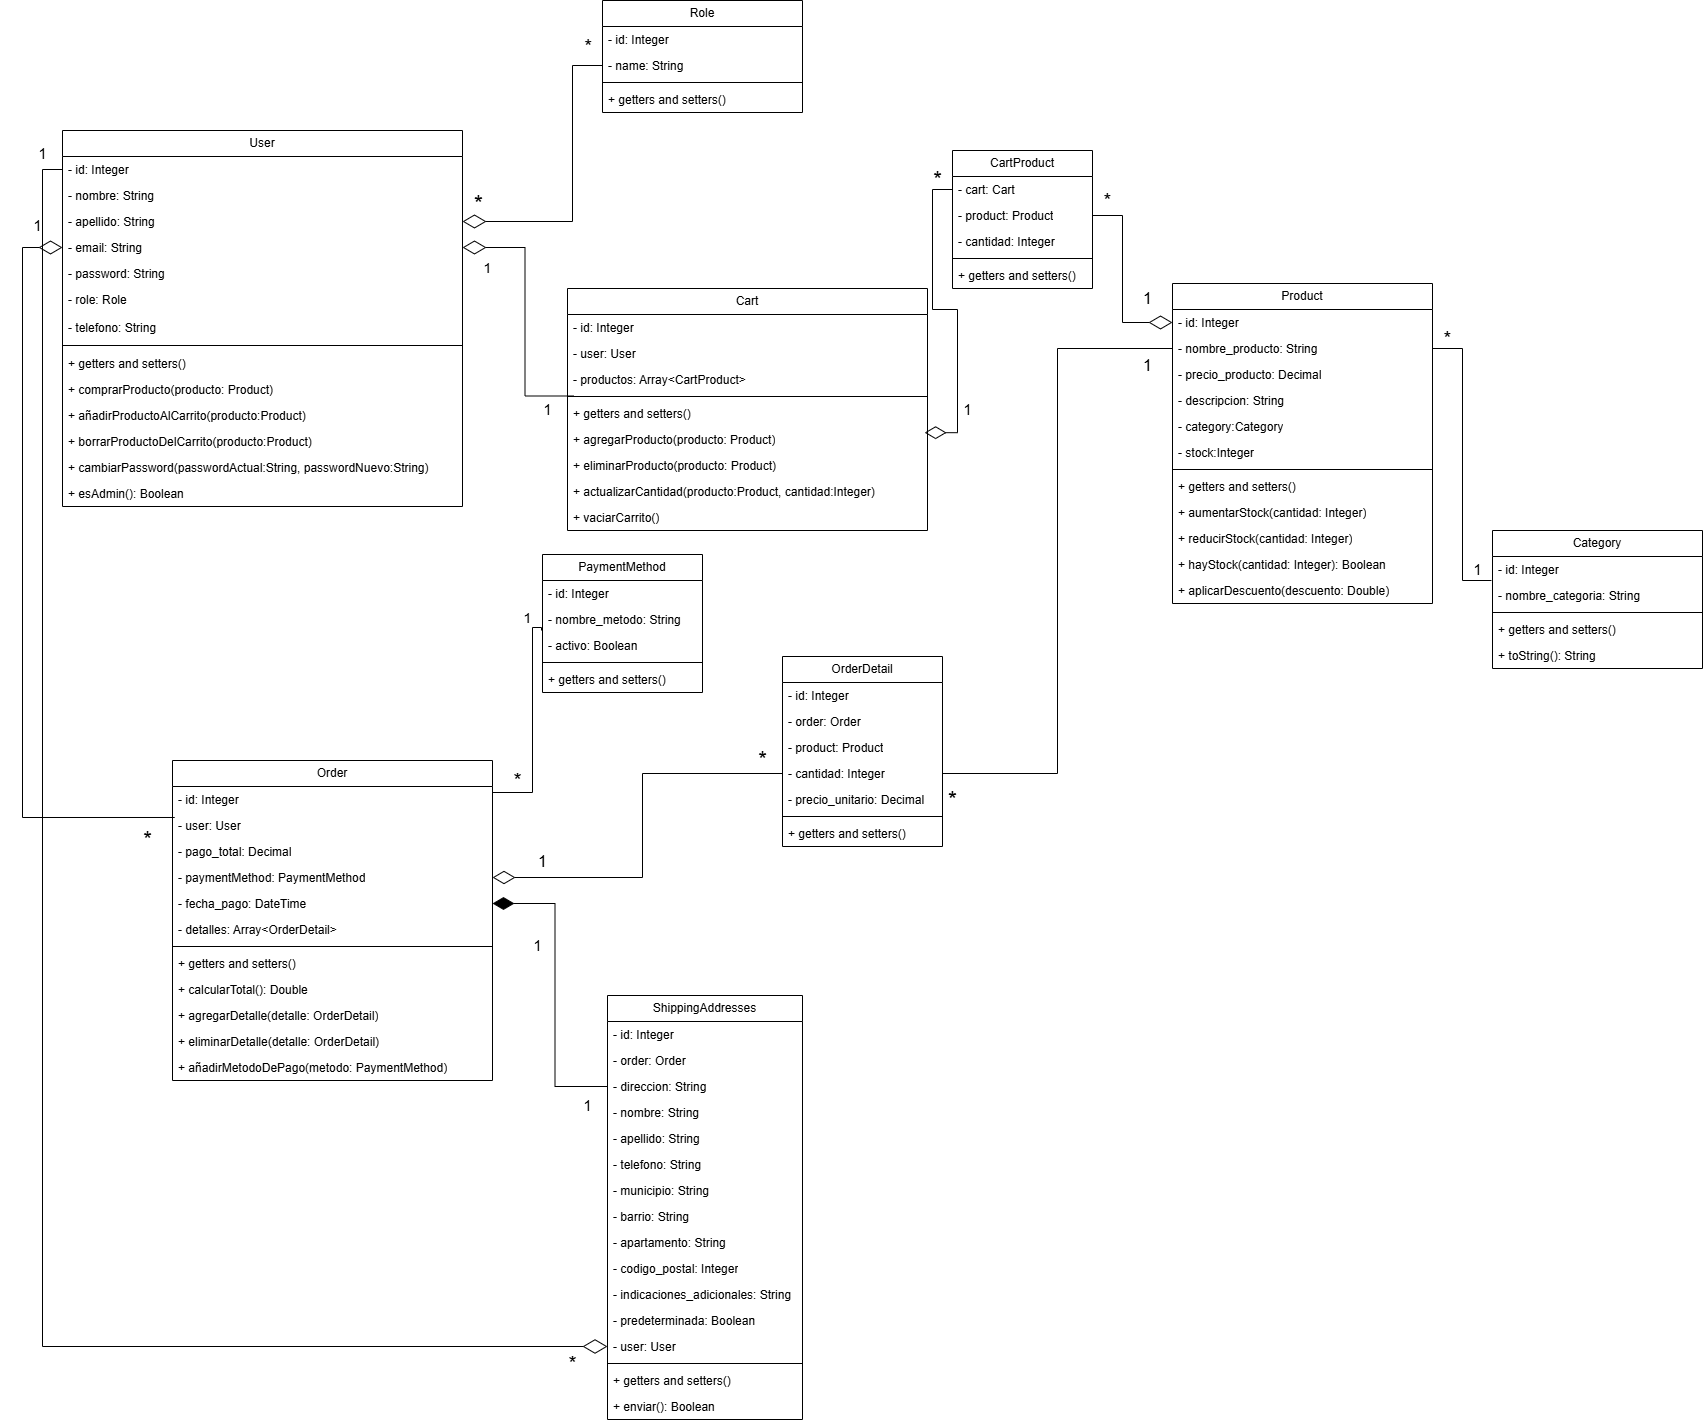 Role
- id: Integer
- name: String
+ getters and setters()
*
User
- id: Integer
- nombre: String
- apellido: String
- email: String
- password: String
- role: Role
- telefono: String
+ getters and setters()
+ comprarProducto(producto: Product)
+ añadirProductoAlCarrito(producto:Product)
+ borrarProductoDelCarrito(producto:Product)
+ cambiarPassword(passwordActual:String, passwordNuevo:String)
+ esAdmin(): Boolean
1
1
*
1
CartProduct
- cart: Cart
- product: Product
- cantidad: Integer
+ getters and setters()
*
*
Cart
- id: Integer
- user: User
- productos: Array<CartProduct>
+ getters and setters()
+ agregarProducto(producto: Product)
+ eliminarProducto(producto: Product)
+ actualizarCantidad(producto:Product, cantidad:Integer)
+ vaciarCarrito()
1
1
Product
- id: Integer
- nombre_producto: String
- precio_producto: Decimal
- descripcion: String
- category:Category
- stock:Integer
+ getters and setters()
+ aumentarStock(cantidad: Integer)
+ reducirStock(cantidad: Integer)
+ hayStock(cantidad: Integer): Boolean
+ aplicarDescuento(descuento: Double)
1
1
*
Category
- id: Integer
- nombre_categoria: String
+ getters and setters()
+ toString(): String
1
PaymentMethod
- id: Integer
- nombre_metodo: String
- activo: Boolean
+ getters and setters()
1
OrderDetail
- id: Integer
- order: Order
- product: Product
- cantidad: Integer
- precio_unitario: Decimal
+ getters and setters()
*
*
Order
- id: Integer
- user: User
- pago_total: Decimal
- paymentMethod: PaymentMethod
- fecha_pago: DateTime
- detalles: Array<OrderDetail>
+ getters and setters()
+ calcularTotal(): Double
+ agregarDetalle(detalle: OrderDetail)
+ eliminarDetalle(detalle: OrderDetail)
+ añadirMetodoDePago(metodo: PaymentMethod)
*
*
1
1
ShippingAddresses
- id: Integer
- order: Order
- direccion: String
- nombre: String
- apellido: String
- telefono: String
- municipio: String
- barrio: String
- apartamento: String
- codigo_postal: Integer
- indicaciones_adicionales: String
- predeterminada: Boolean
- user: User
+ getters and setters()
+ enviar(): Boolean
1
*